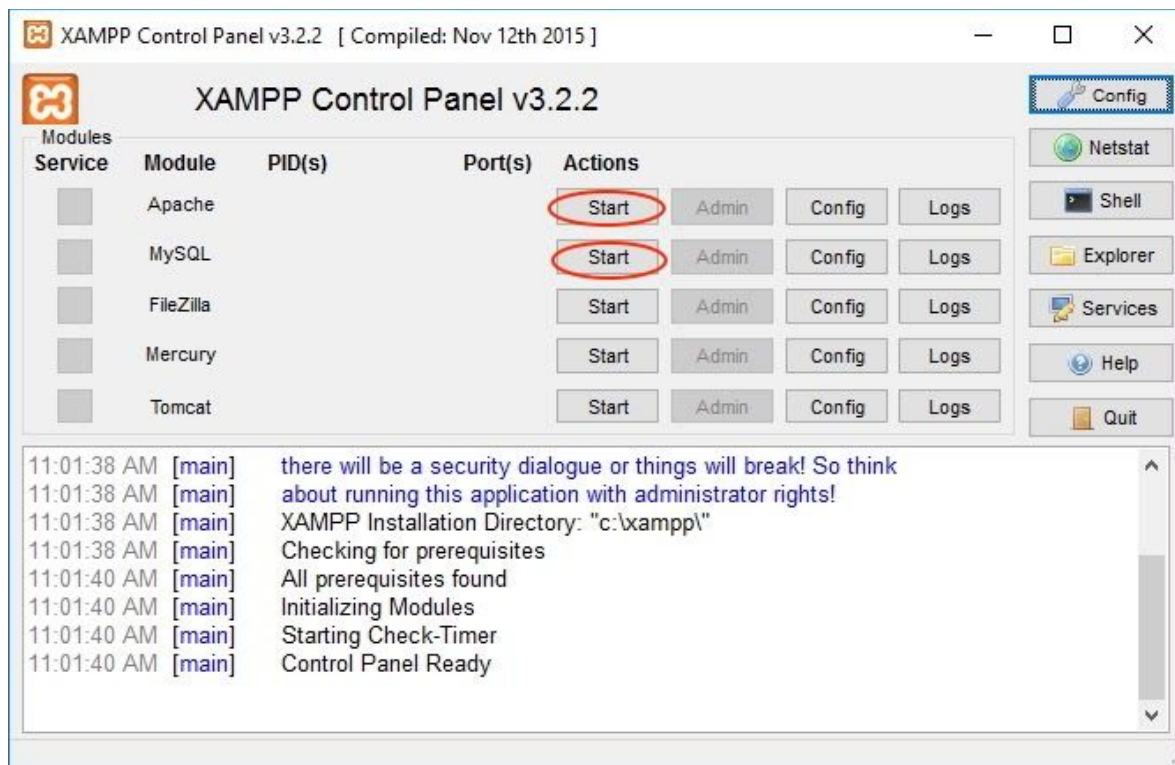 XAMPP Control Panel v3.2.2 [ Compiled: Nov 12th 2015 ]
XAMPP Control Panel v3.2.2
Config
Modules
Service Module PID(s) Port(s) Actions
Netstat
Apache Start Admin Config Logs
Shell
MySQL Start Admin Config Logs
Explorer
FileZilla Start Admin Config Logs
Services
Mercury Start Admin Config Logs
Help
Tomcat Start Admin Config Logs
Quit
11:01:38 AM [main] there will be a security dialogue or things will break! So think
11:01:38 AM [main] about running this application with administrator rights!
11:01:38 AM [main] XAMPP Installation Directory: "c:\xampp\"
11:01:38 AM [main] Checking for prerequisites
11:01:40 AM [main] All prerequisites found
11:01:40 AM [main] Initializing Modules
11:01:40 AM [main] Starting Check-Timer
11:01:40 AM [main] Control Panel Ready